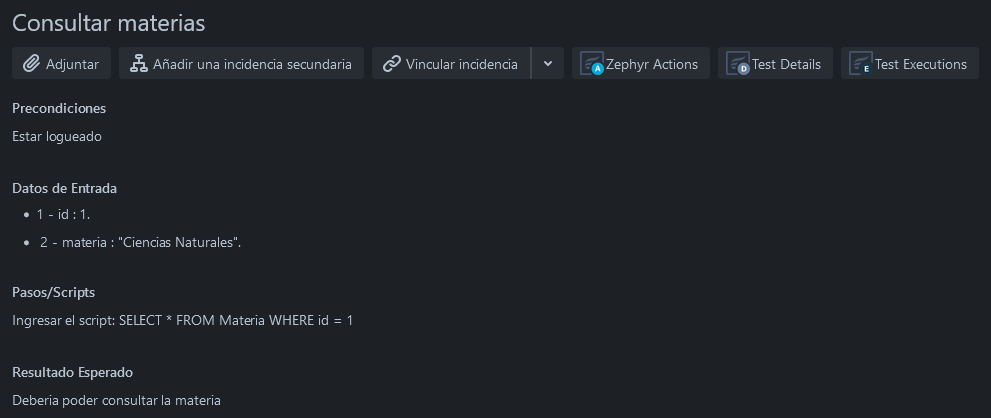 Consultar materias
Adjuntar Añadir una incidencia secundaria Vincular incidencia A Zephyr Actions D Test Details E Test Executions
Precondiciones
Estar logueado
Datos de Entrada
• 1 - id : 1.
• 2 - materia : "Ciencias Naturales".
Pasos/Scripts
Ingresar el script: SELECT * FROM Materia WHERE id = 1
Resultado Esperado
Deberia poder consultar la materia